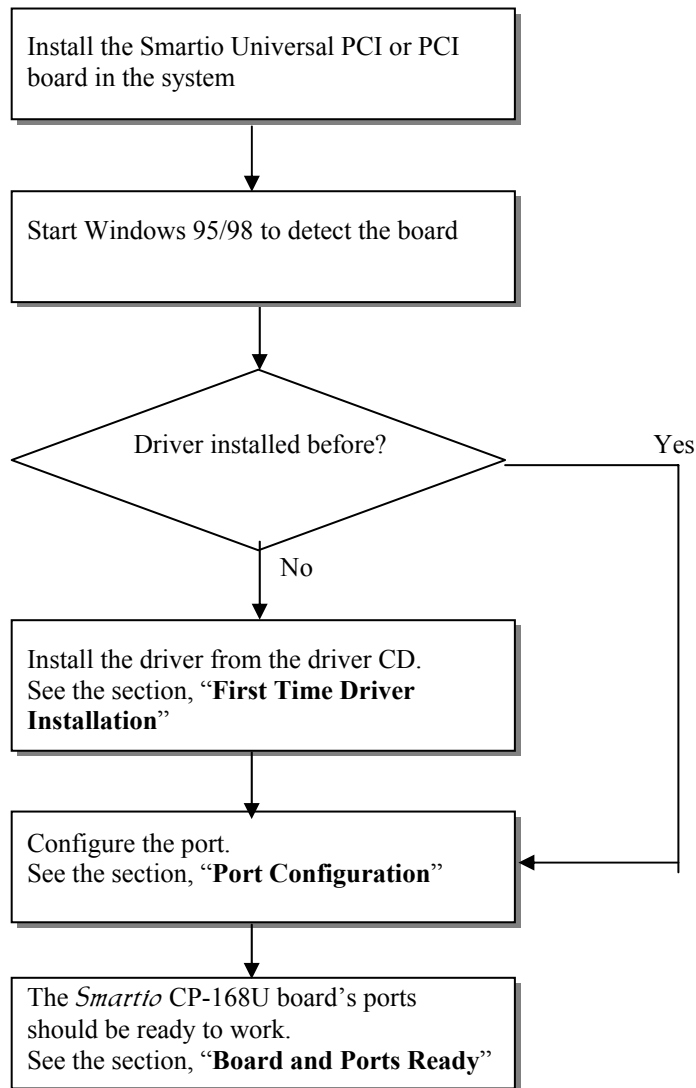 Install the Smartio Universal PCI or PCI
board in the system
Start Windows 95/98 to detect the board
Driver installed before?
Yes
No
Install the driver from the driver CD.
See the section, “First Time Driver
Installation”
Configure the port.
See the section, “Port Configuration”
The Smartio CP-168U board’s ports
should be ready to work.
See the section, “Board and Ports Ready”